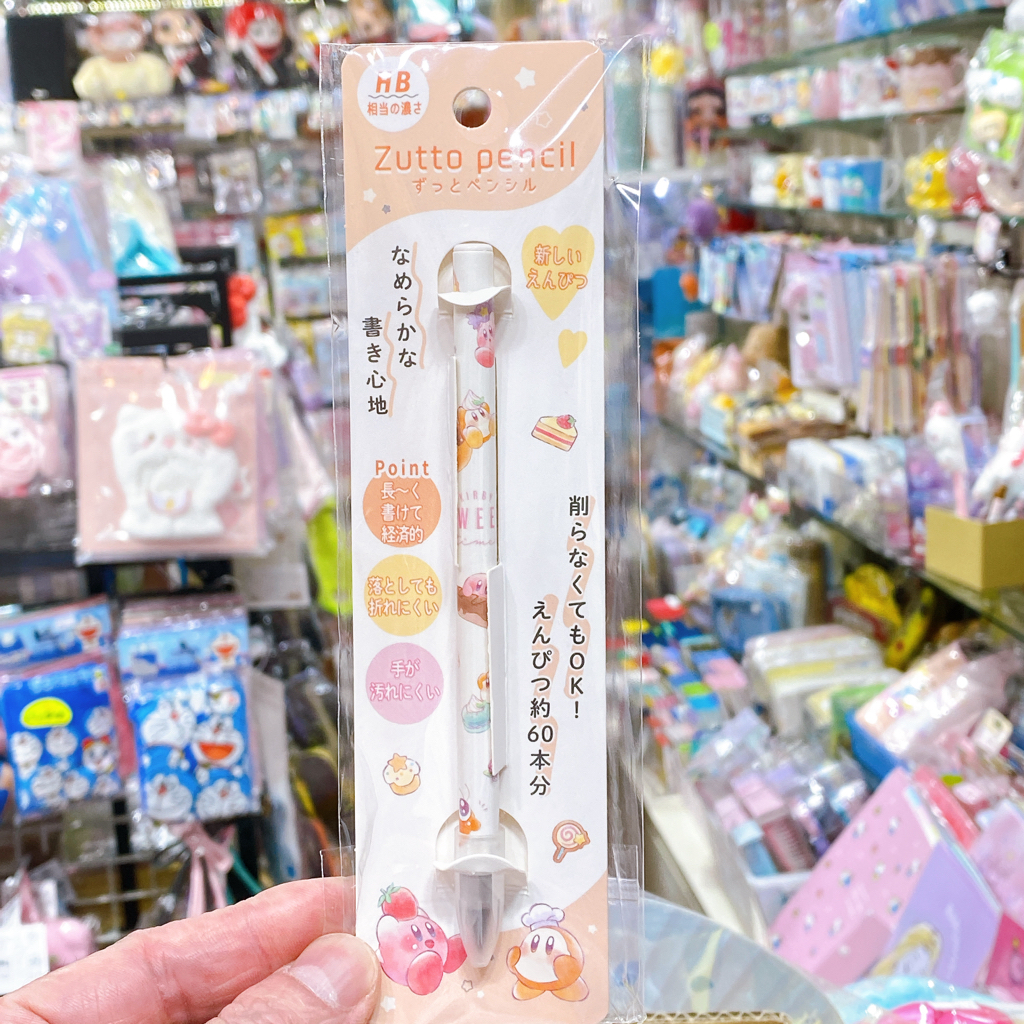 HB
相当の濃さ
Zutto pencil
ずっとペンシル
新しい
えんぴつ
なめらかな
書き心地
Point
長〜く
書けて
経済的
落としても
折れにくい
手が
汚れにくい
削らなくてもOK!
えんぴつ約60本分
KIRBY
WEE
time